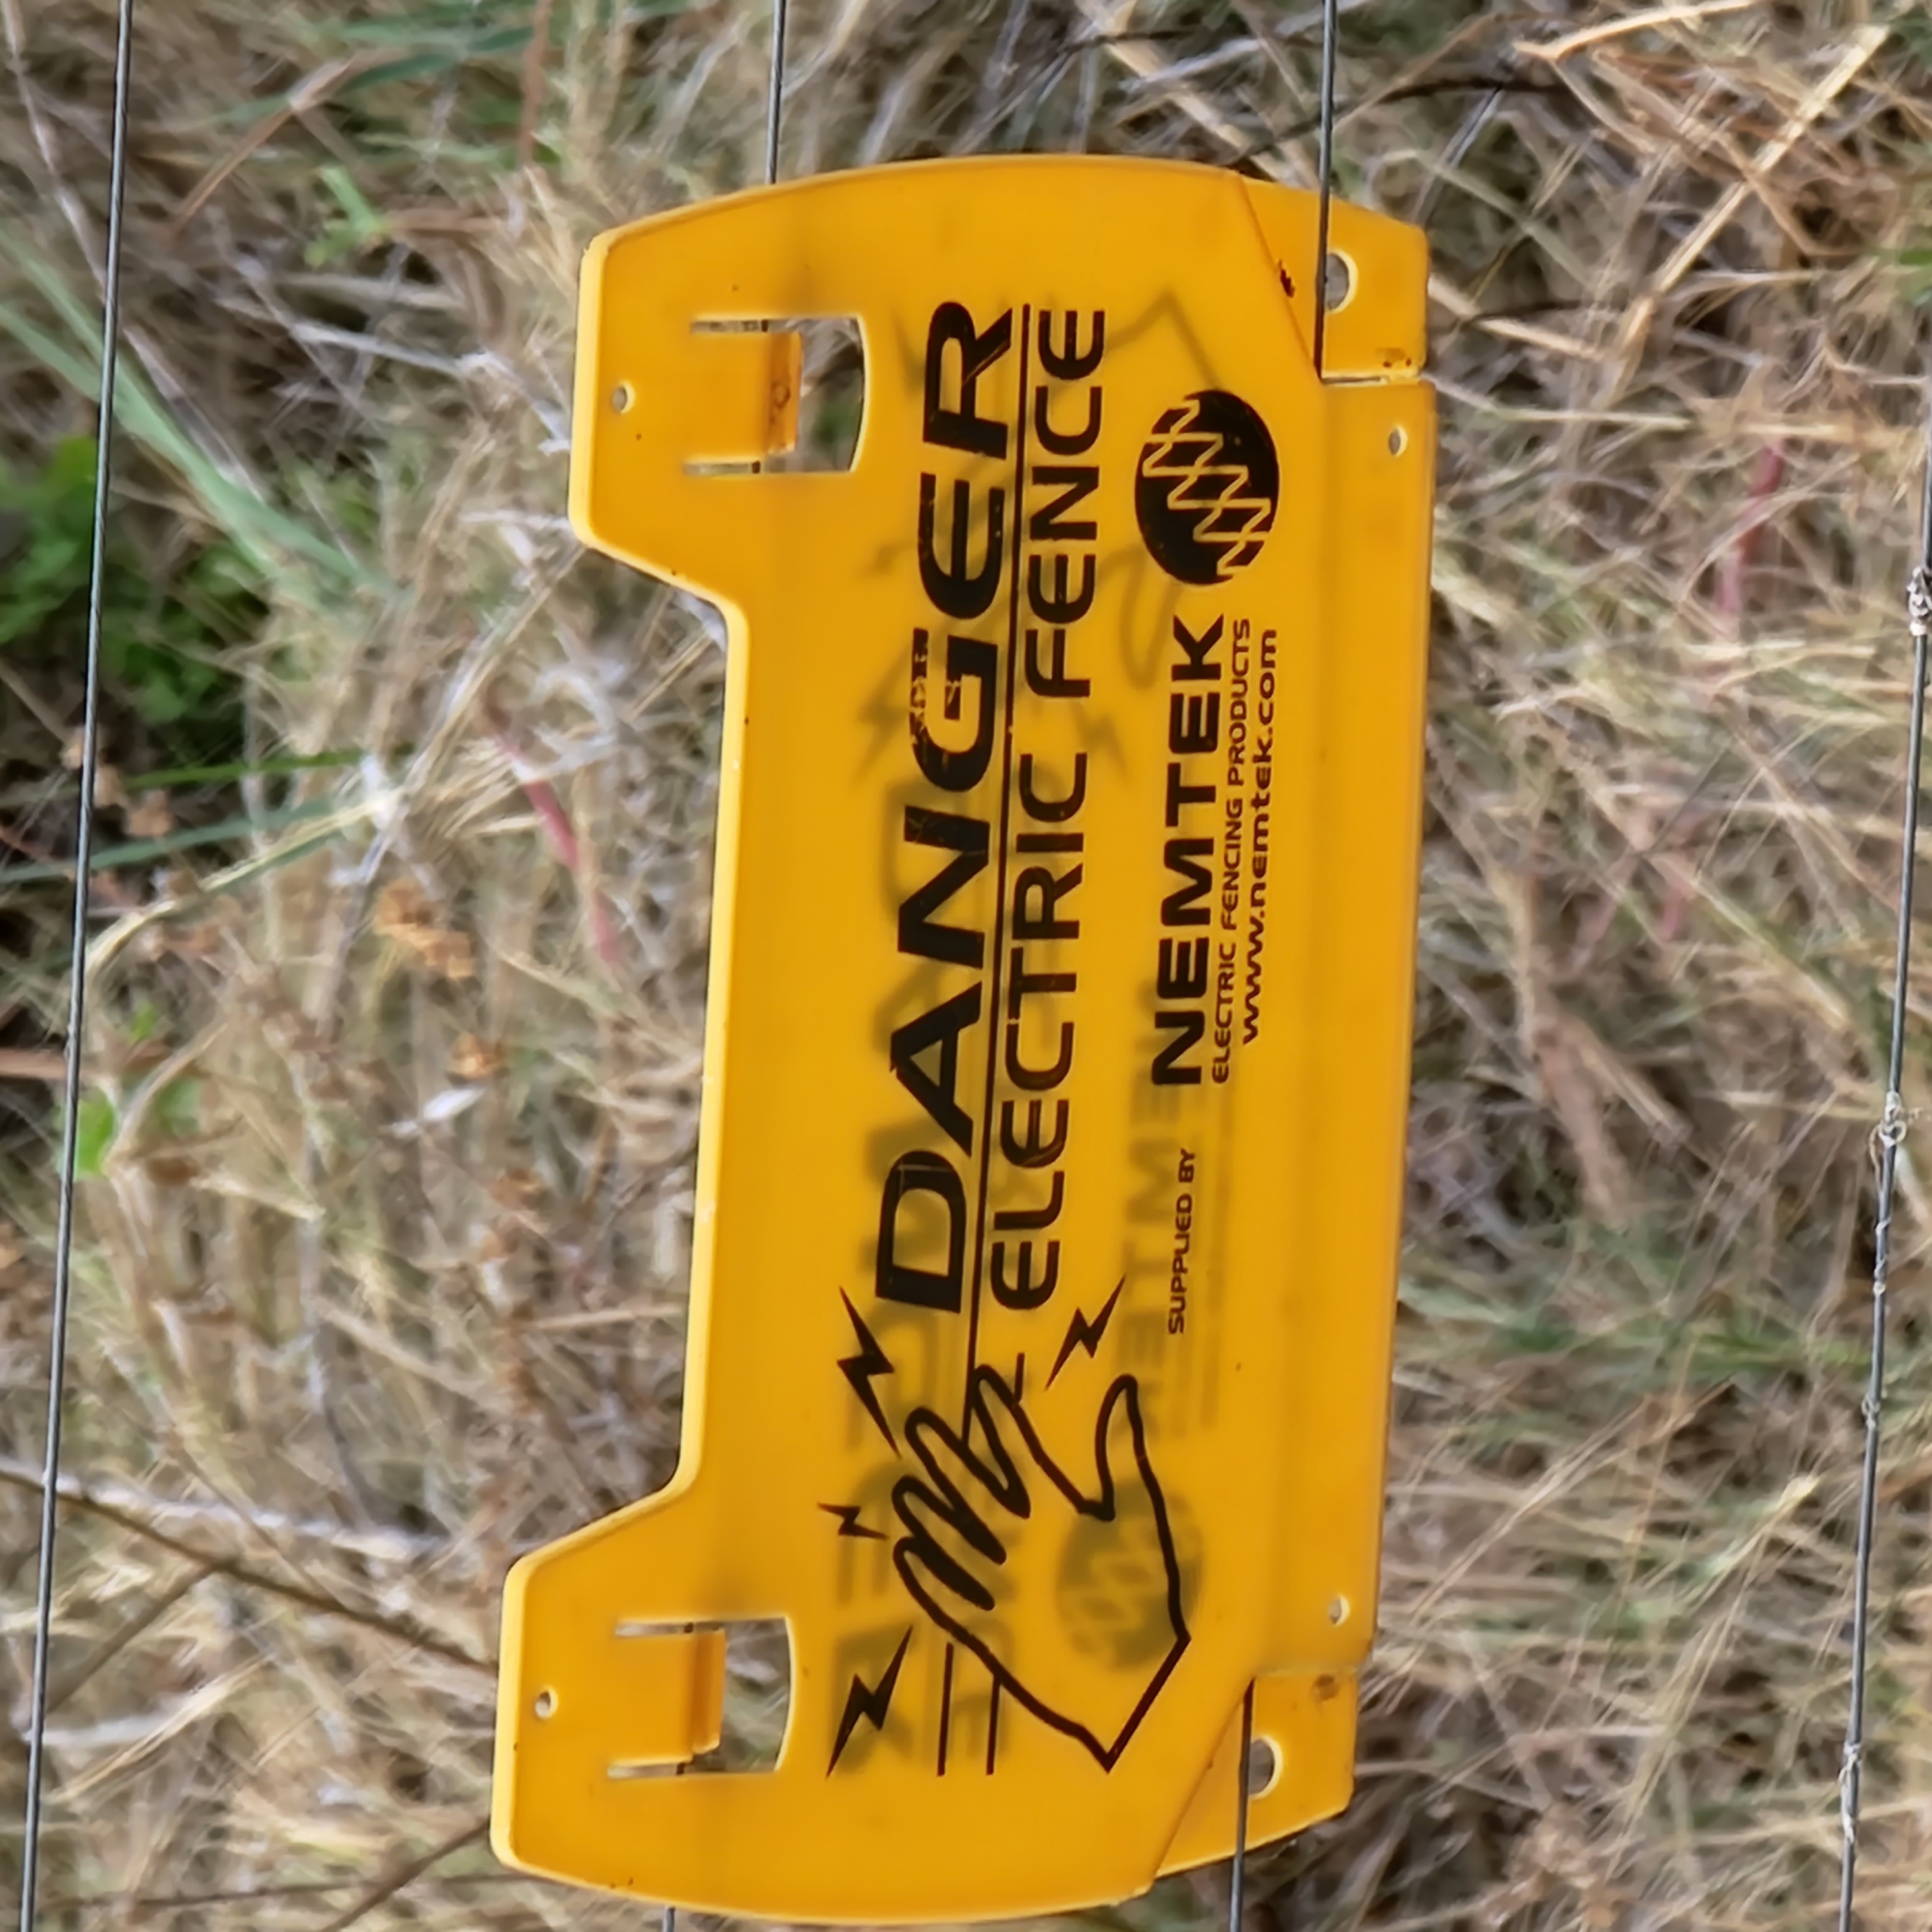 DANGER
ELECTRIC FENCE
SUPPLIED BY NEMTEK
ELECTRIC FENCING PRODUCTS
www.nemtek.com